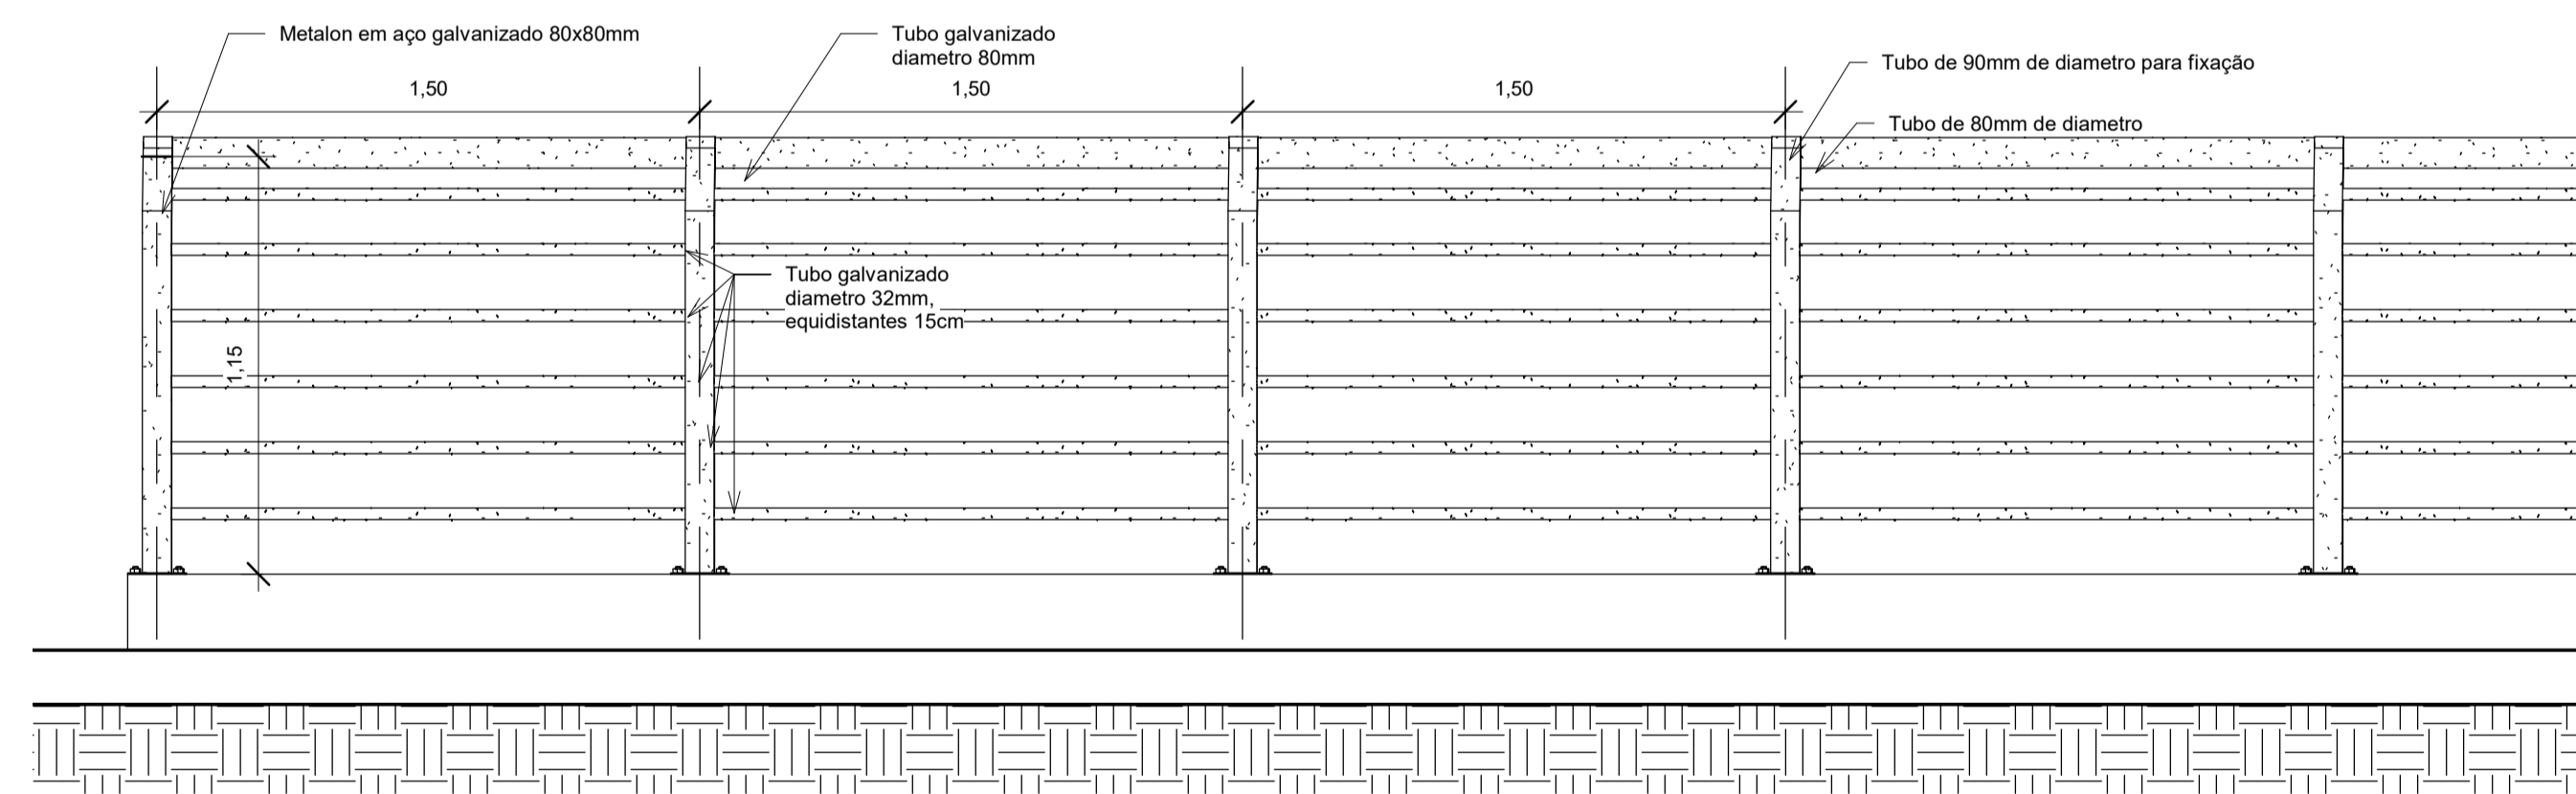 Metalon em aço galvanizado 80x80mm
Tubo galvanizado
diametro 80mm
Tubo de 90mm de diametro para fixação
1,50
1,50
1,50
Tubo de 80mm de diametro
Tubo galvanizado
diametro 32mm,
equidistantes 15cm
1,15